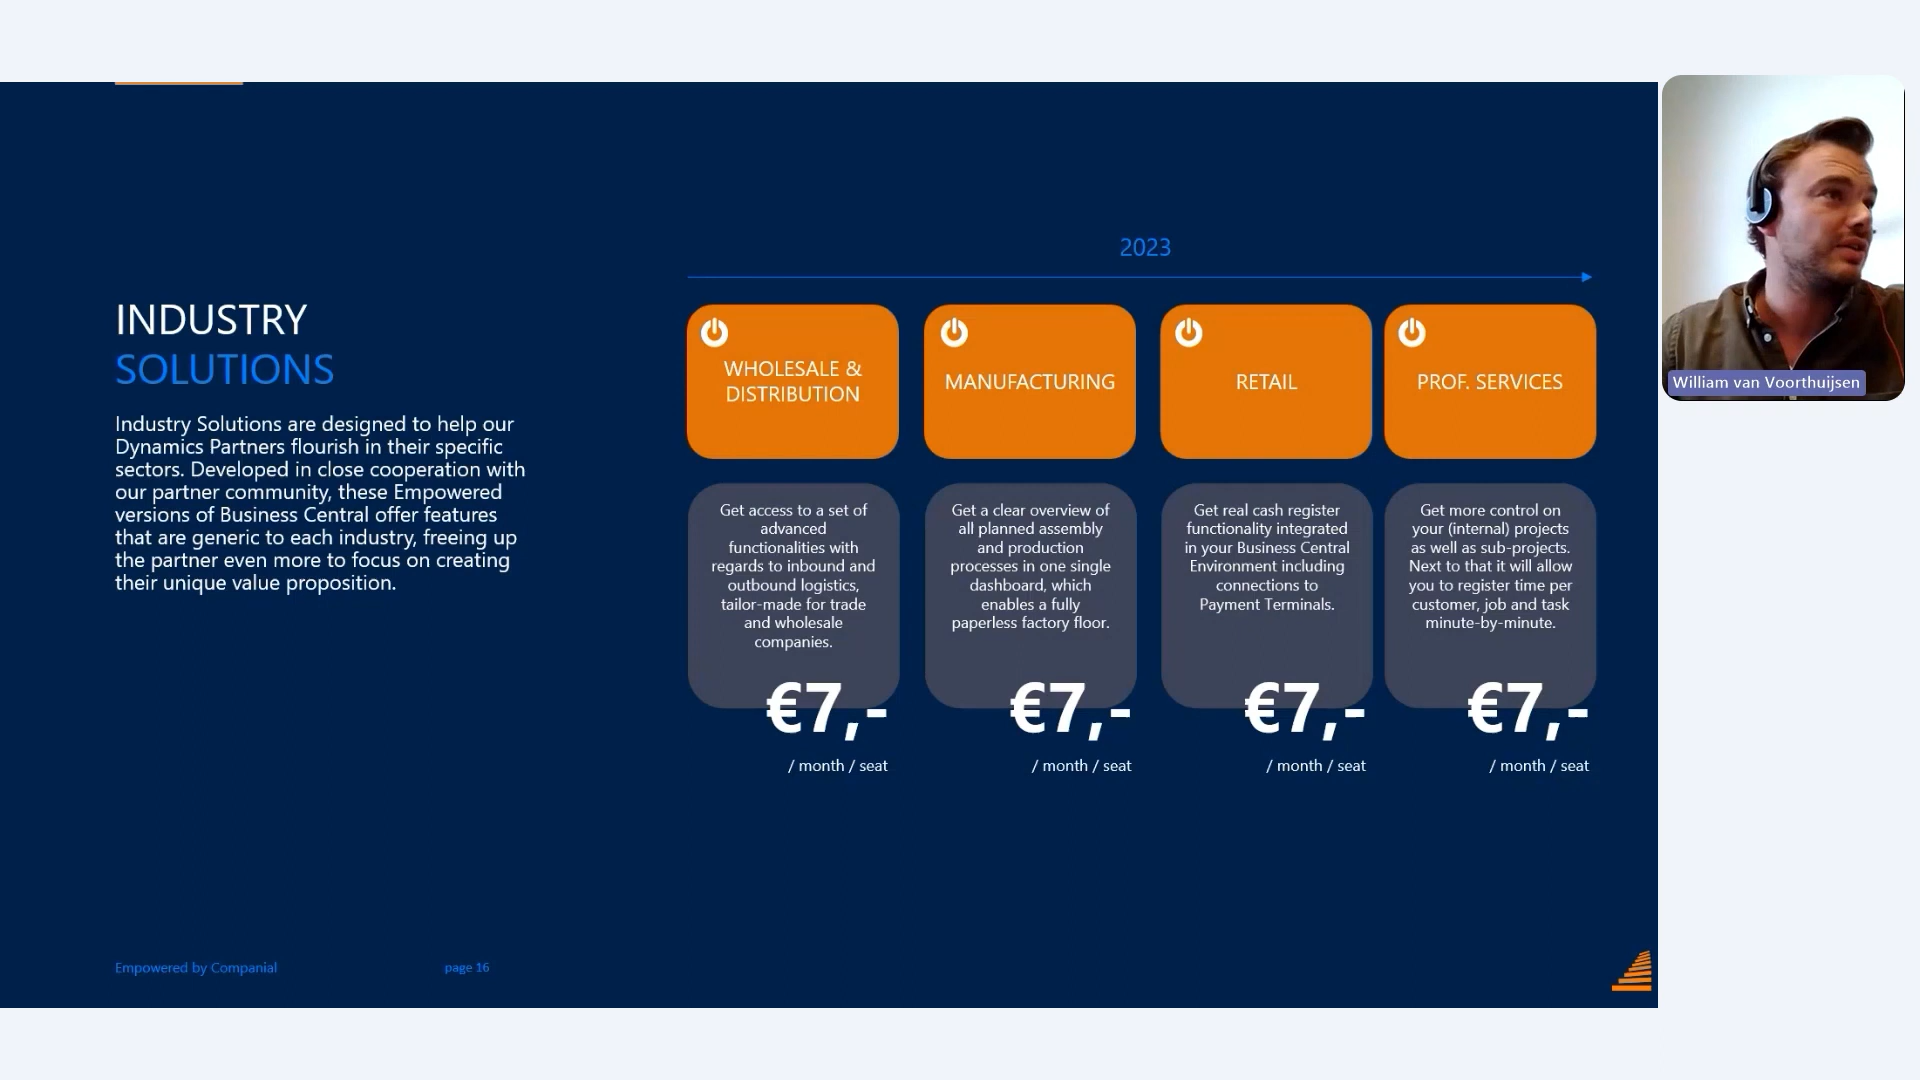 2023
INDUSTRY
SOLUTIONS
Industry Solutions are designed to help our
Dynamics Partners flourish in their specific
sectors. Developed in close cooperation with
our partner community, these Empowered
versions of Business Central offer features
that are generic to each industry, freeing up
the partner even more to focus on creating
their unique value proposition.
WHOLESALE &
DISTRIBUTION
Get access to a set of
advanced
functionalities with
regards to inbound and
outbound logistics,
tailor-made for trade
and wholesale
companies.
€7,-
/ month / seat
MANUFACTURING
Get a clear overview of
all planned assembly
and production
processes in one single
dashboard, which
enables a fully
paperless factory floor.
€7,-
/ month / seat
RETAIL
Get real cash register
functionality integrated
in your Business Central
Environment including
connections to
Payment Terminals.
€7,-
/ month / seat
PROF. SERVICES
Get more control on
your (internal) projects
as well as sub-projects.
Next to that it will allow
you to register time per
customer, job and task
minute-by-minute.
€7,-
/ month / seat
Empowered by Companial
page 16
William van Voorthuijsen